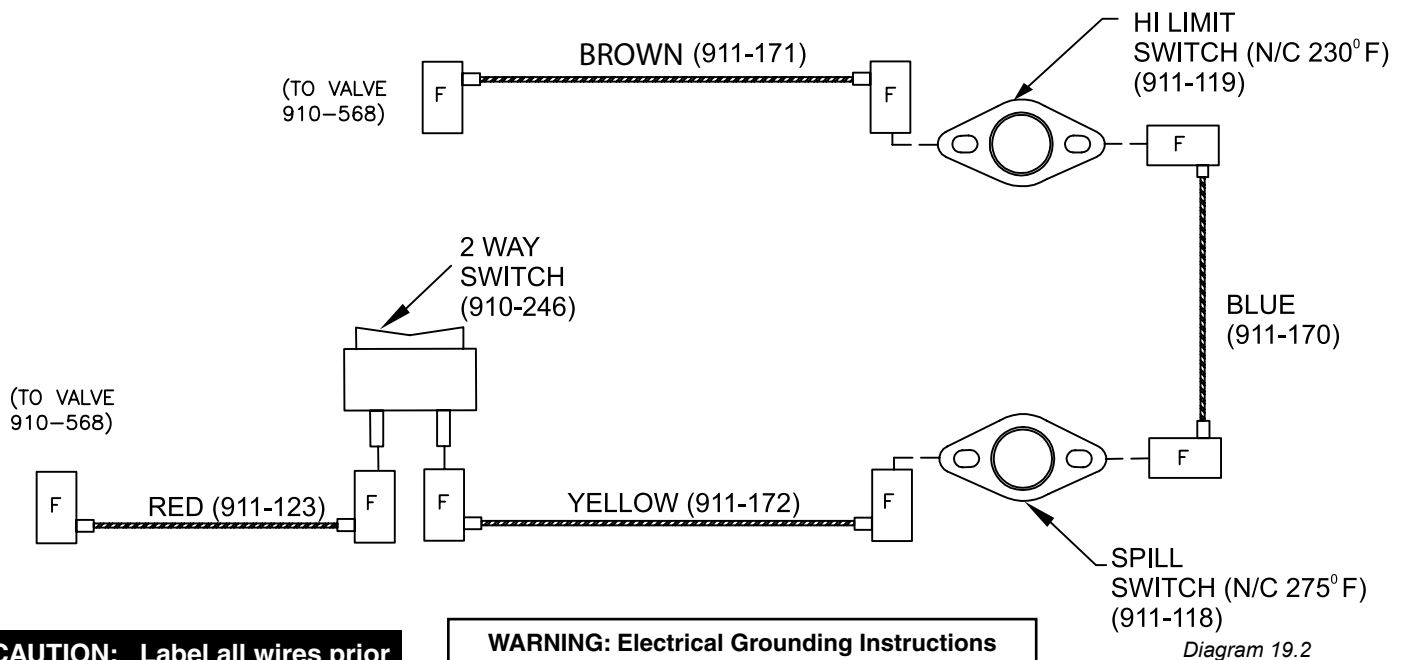 HI LIMIT
SWITCH (N/C 230⁰ F)
(911-119)
BROWN (911-171)
(TO VALVE
910-568)
F
F
F
2 WAY
SWITCH
(910-246)
BLUE
(911-170)
(TO VALVE
910-568)
F
F
F
F
F
RED (911-123)
YELLOW (911-172)
SPILL
SWITCH (N/C 275⁰ F)
(911-118)
CAUTION: Label all wires prior
WARNING: Electrical Grounding Instructions
Diagram 19.2